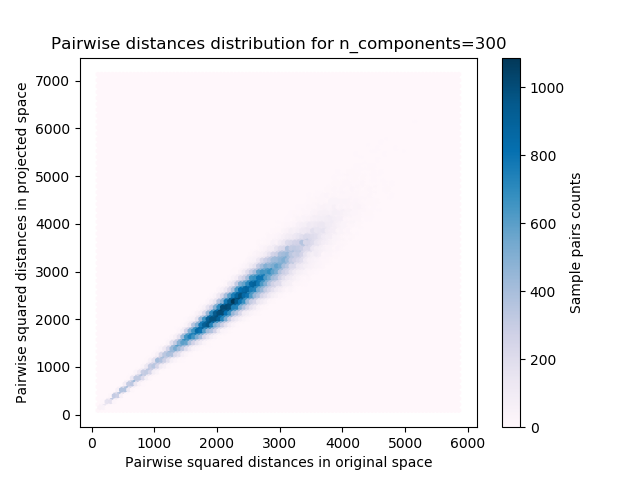 Pairwise distances distribution for n_components=300
Pairwise squared distances in projected space
7000
6000
5000
4000
3000
2000
1000
0
0 1000 2000 3000 4000 5000 6000
Pairwise squared distances in original space
1000
800
600
400
200
0
Sample pairs counts